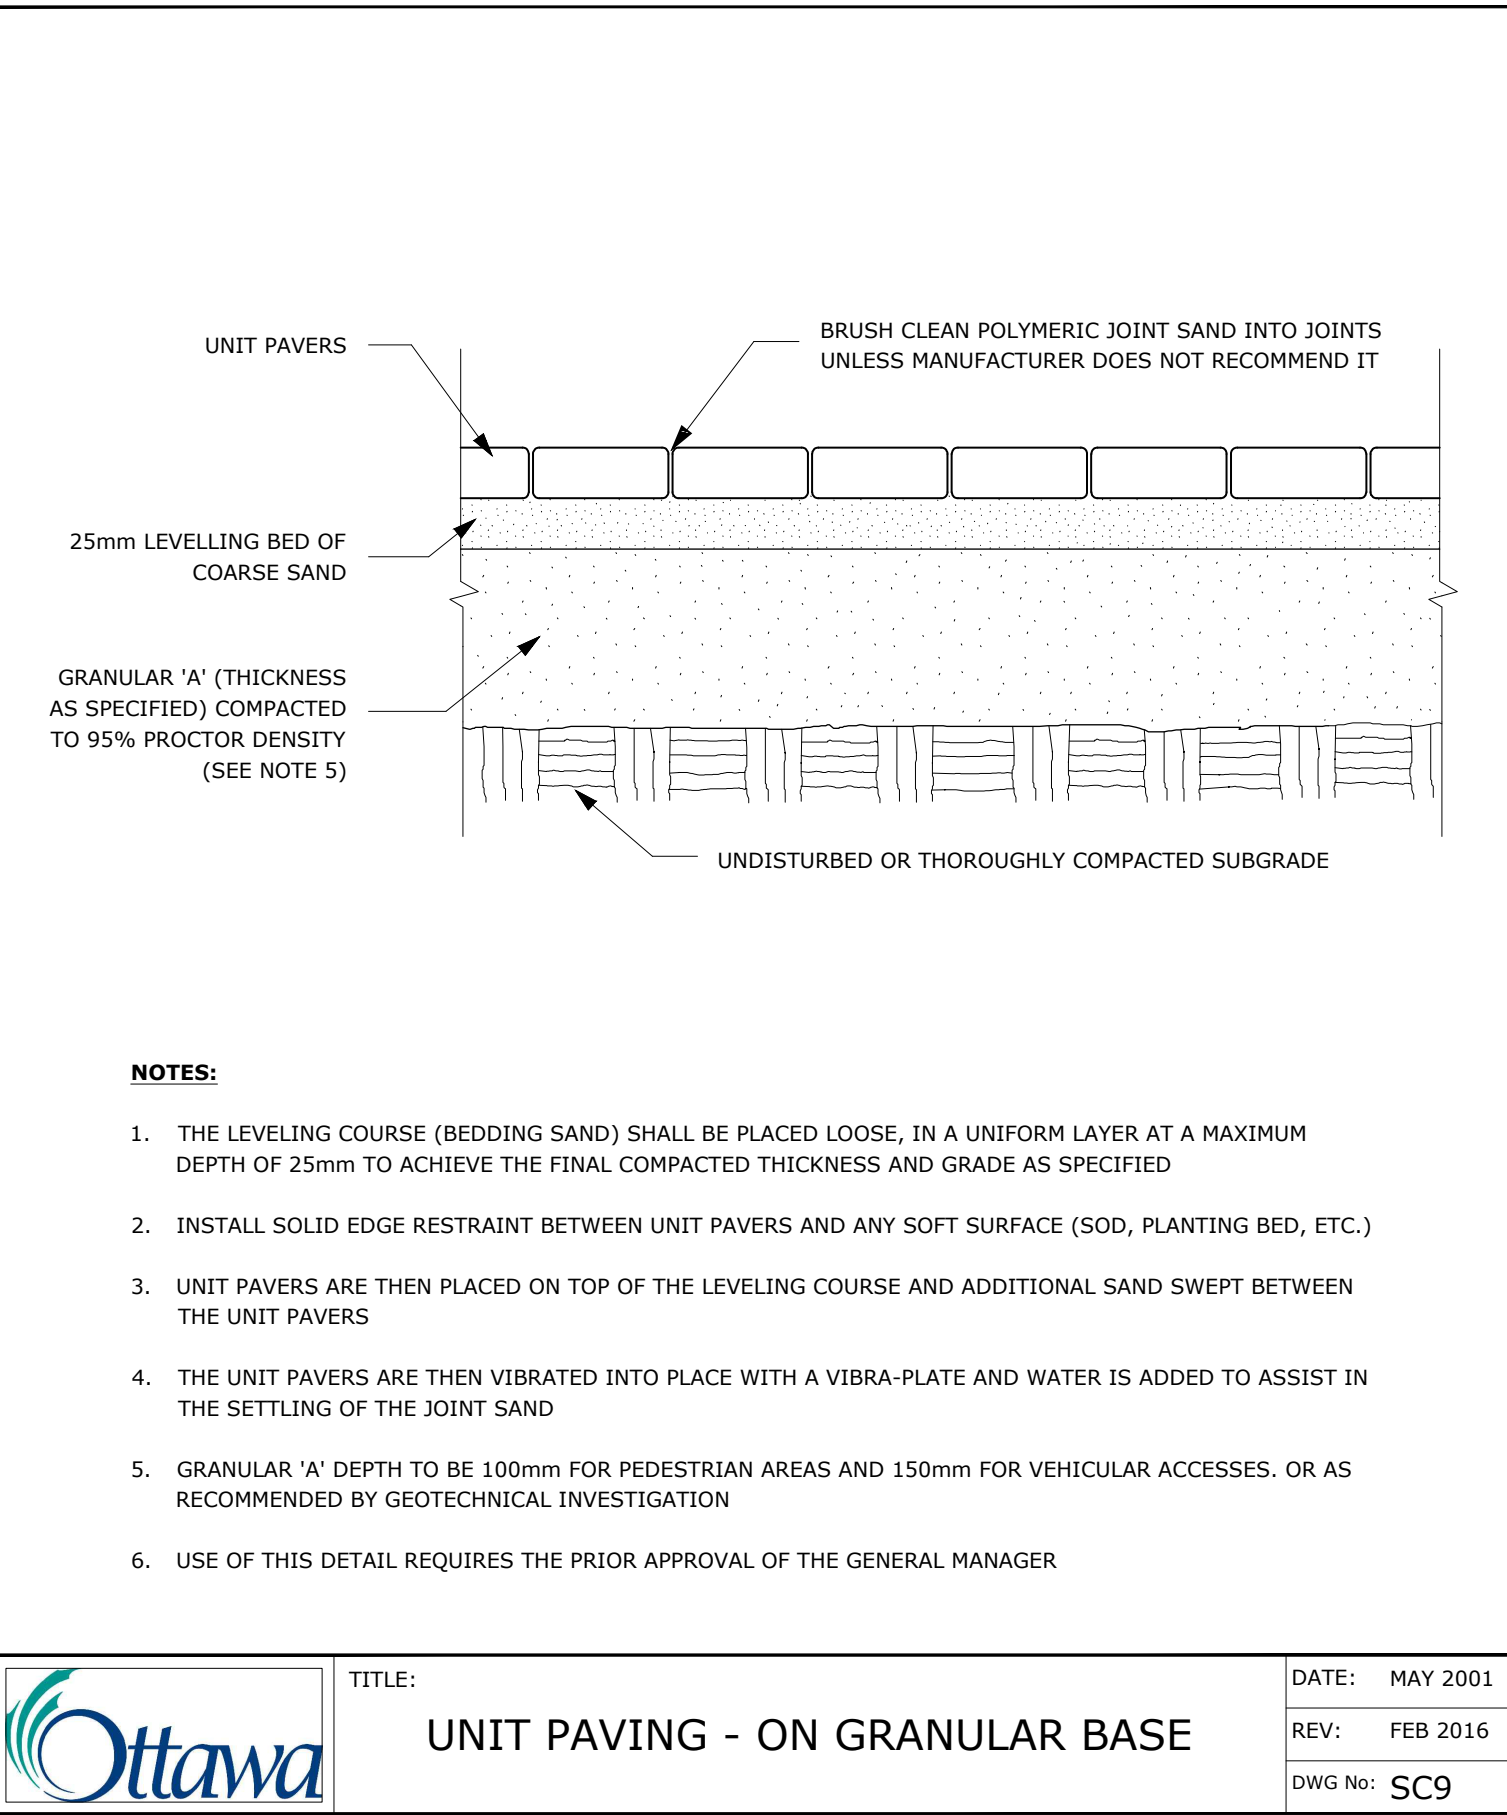 UNIT PAVERS
BRUSH CLEAN POLYMERIC JOINT SAND INTO JOINTS
UNLESS MANUFACTURER DOES NOT RECOMMEND IT
25mm LEVELLING BED OF
COARSE SAND
GRANULAR 'A' (THICKNESS
AS SPECIFIED) COMPACTED
TO 95% PROCTOR DENSITY
(SEE NOTE 5)
UNDISTURBED OR THOROUGHLY COMPACTED SUBGRADE
NOTES:
1. THE LEVELING COURSE (BEDDING SAND) SHALL BE PLACED LOOSE, IN A UNIFORM LAYER AT A MAXIMUM
DEPTH OF 25mm TO ACHIEVE THE FINAL COMPACTED THICKNESS AND GRADE AS SPECIFIED
2. INSTALL SOLID EDGE RESTRAINT BETWEEN UNIT PAVERS AND ANY SOFT SURFACE (SOD, PLANTING BED, ETC.)
3. UNIT PAVERS ARE THEN PLACED ON TOP OF THE LEVELING COURSE AND ADDITIONAL SAND SWEPT BETWEEN
THE UNIT PAVERS
4. THE UNIT PAVERS ARE THEN VIBRATED INTO PLACE WITH A VIBRA-PLATE AND WATER IS ADDED TO ASSIST IN
THE SETTLING OF THE JOINT SAND
5. GRANULAR 'A' DEPTH TO BE 100mm FOR PEDESTRIAN AREAS AND 150mm FOR VEHICULAR ACCESSES. OR AS
RECOMMENDED BY GEOTECHNICAL INVESTIGATION
6. USE OF THIS DETAIL REQUIRES THE PRIOR APPROVAL OF THE GENERAL MANAGER
Ottawa
TITLE:
UNIT PAVING - ON GRANULAR BASE
DATE: MAY 2001
REV: FEB 2016
DWG No: SC9